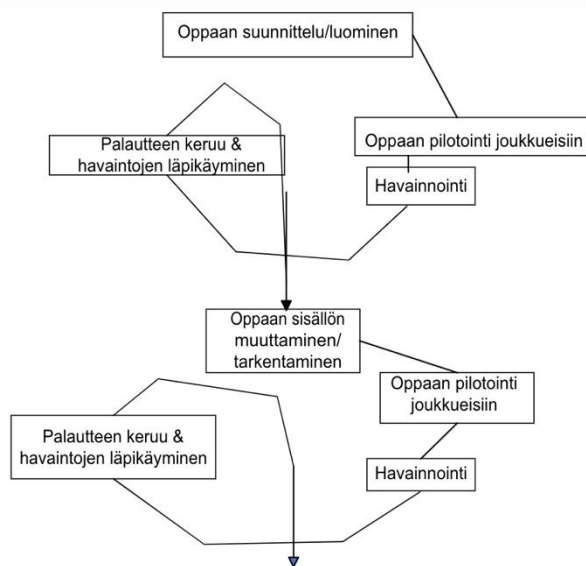 Oppaan suunnittelu/luominen
Oppaan pilotointi joukkueisiin
Palautteen keruu &
havaintojen läpikäyminen
Havainnointi
Oppaan sisällön
muuttaminen/
tarkentaminen
Oppaan pilotointi
joukkueisiin
Palautteen keruu &
havaintojen läpikäyminen
Havainnointi